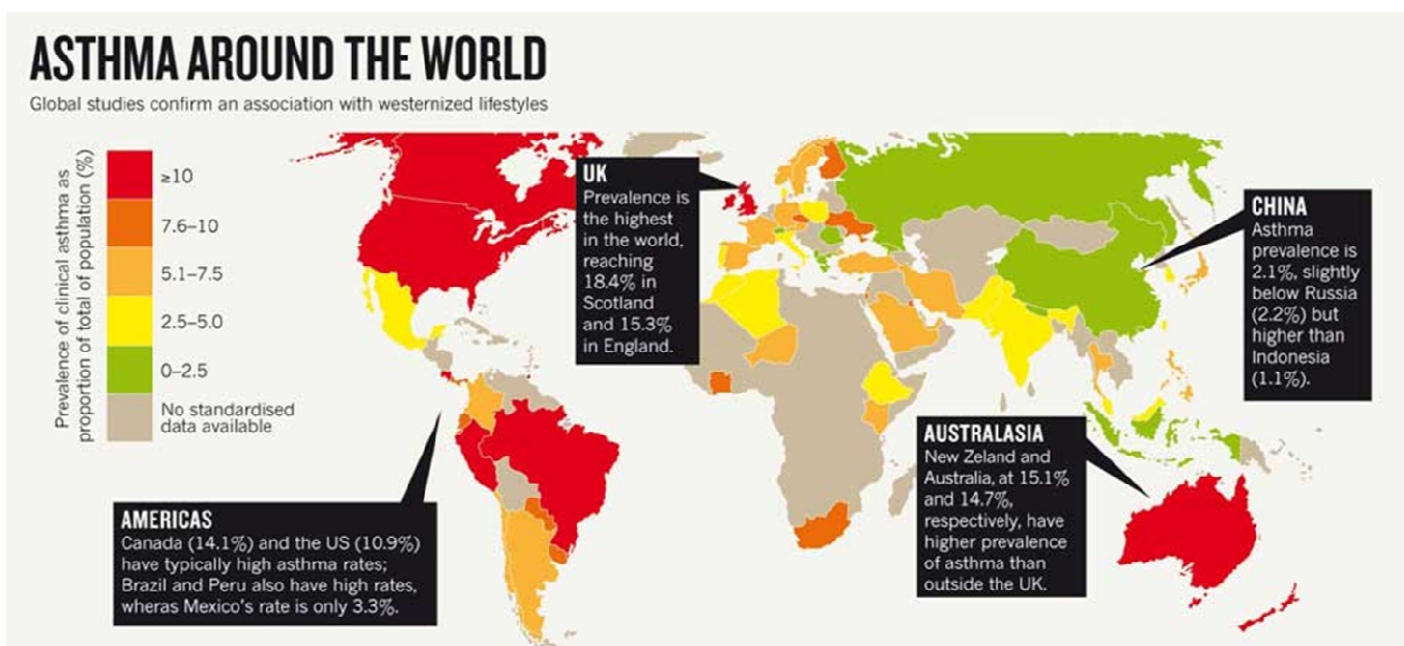 ASTHMA AROUND THE WORLD
Global studies confirm an association with westernized lifestyles
Prevalence of clinical asthma as
proportion of total of population (%)
≥10
7.6–10
5.1–7.5
2.5–5.0
0–2.5
No standardised
data available
UK
Prevalence is
the highest
in the world,
reaching
18.4% in
Scotland
and 15.3%
in England.
CHINA
Asthma
prevalence is
2.1%, slightly
below Russia
(2.2%) but
higher than
Indonesia
(1.1%).
AMERICAS
Canada (14.1%) and the US (10.9%)
have typically high asthma rates;
Brazil and Peru also have high rates,
wheras Mexico's rate is only 3.3%.
AUSTRALASIA
New Zeland and
Australia, at 15.1%
and 14.7%,
respectively, have
higher prevalence
of asthma than
outside the UK.